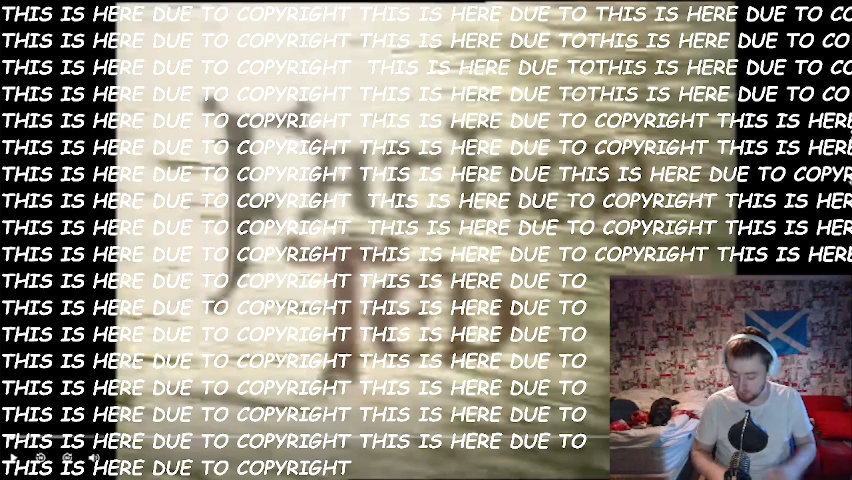 THIS IS HERE DUE TO COPYRIGHT THIS IS HERE DUE TO THIS IS HERE DUE TO CO
THIS IS HERE DUE TO COPYRIGHT THIS IS HERE DUE TOTHIS IS HERE DUE TO CO
THIS IS HERE DUE TO COPYRIGHT THIS IS HERE DUE TOTHIS IS HERE DUE TO CO
THIS IS HERE DUE TO COPYRIGHT THIS IS HERE DUE TOTHIS IS HERE DUE TO CO
THIS IS HERE DUE TO COPYRIGHT THIS IS HERE DUE TO COPYRIGHT THIS IS HERE
THIS IS HERE DUE TO COPYRIGHT THIS IS HERE DUE TO COPYRIGHT THIS IS HERE
THIS IS HERE DUE TO COPYRIGHT THIS IS HERE DUE THIS IS HERE DUE TO COPYR
THIS IS HERE DUE TO COPYRIGHT THIS IS HERE DUE TO COPYRIGHT THIS IS HER
THIS IS HERE DUE TO COPYRIGHT THIS IS HERE DUE TO COPYRIGHT THIS IS HER
THIS IS HERE DUE TO COPYRIGHT THIS IS HERE DUE TO COPYRIGHT THIS IS HERE
THIS IS HERE DUE TO COPYRIGHT THIS IS HERE DUE TO
THIS IS HERE DUE TO COPYRIGHT THIS IS HERE DUE TO
THIS IS HERE DUE TO COPYRIGHT THIS IS HERE DUE TO
THIS IS HERE DUE TO COPYRIGHT THIS IS HERE DUE TO
THIS IS HERE DUE TO COPYRIGHT THIS IS HERE DUE TO
THIS IS HERE DUE TO COPYRIGHT THIS IS HERE DUE TO
THIS IS HERE DUE TO COPYRIGHT THIS IS HERE DUE TO
THIS IS HERE DUE TO COPYRIGHT